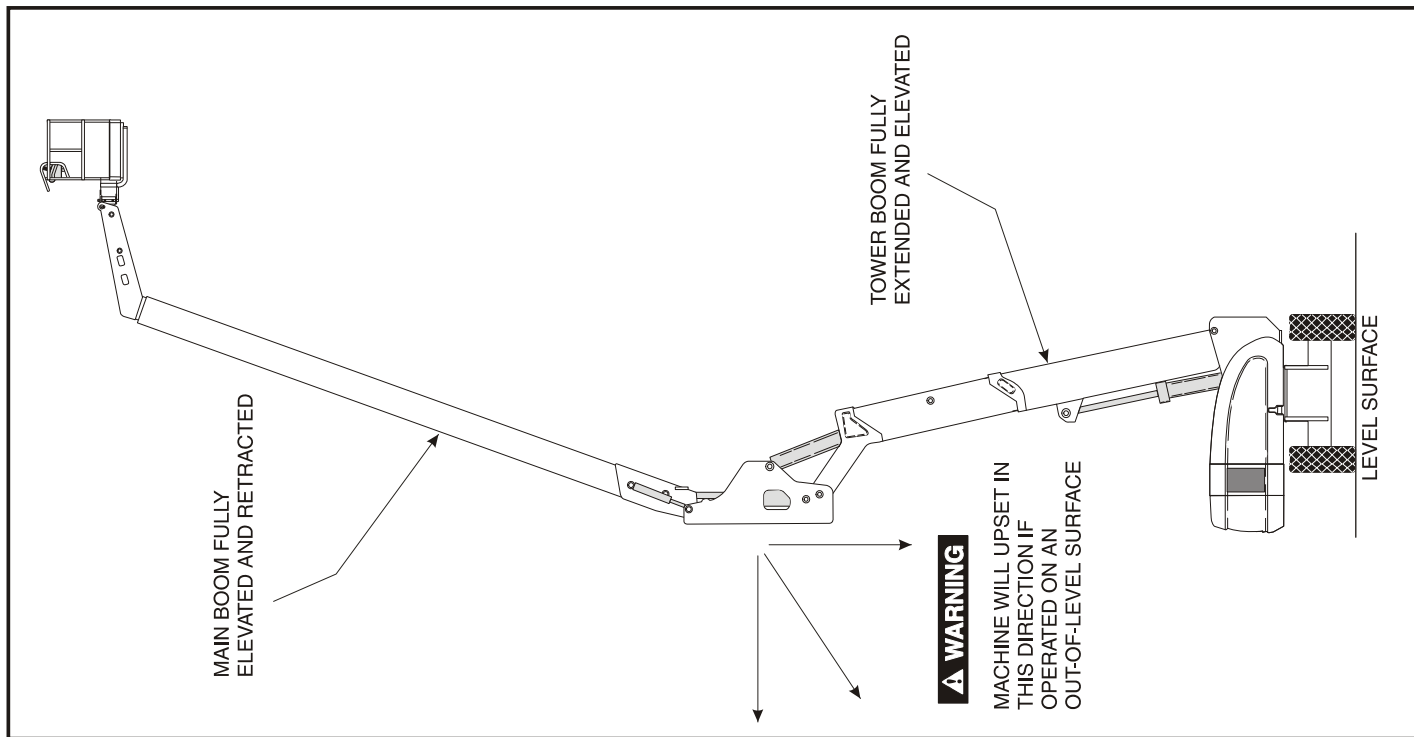 MAIN BOOM FULLY
ELEVATED AND RETRACTED
TOWER BOOM FULLY
EXTENDED AND ELEVATED
WARNING
MACHINE WILL UPSET IN
THIS DIRECTION IF
OPERATED ON AN
OUT-OF-LEVEL SURFACE
LEVEL SURFACE